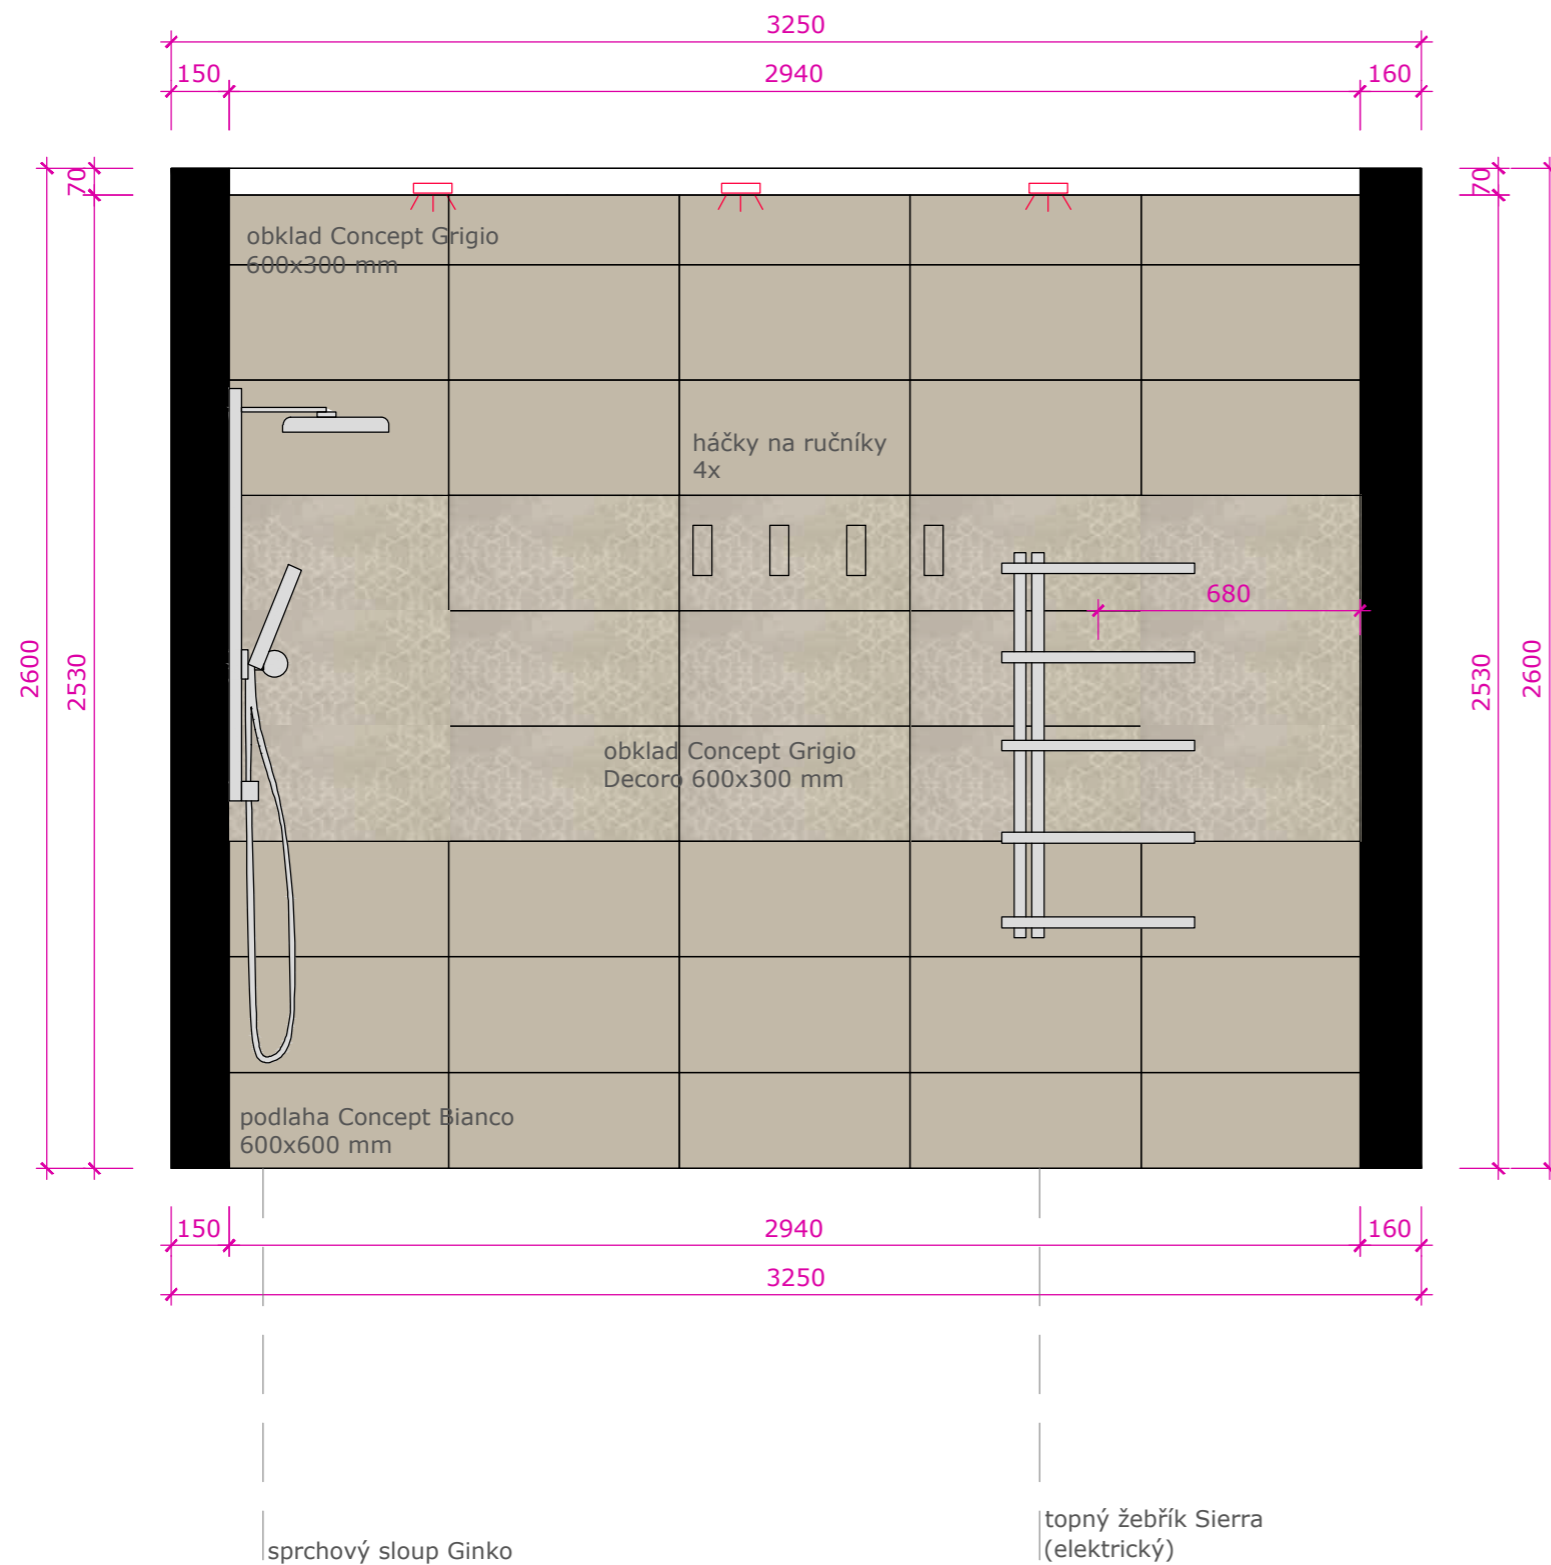 3250
150
2940
160
70
70
obklad Concept Grigio
600x300 mm
háčky na ručníky
4x
680
2600
2530
2530
2600
obklad Concept Grigio
Decoro 600x300 mm
podlaha Concept Bianco
600x600 mm
150
2940
160
3250
topný žebřík Sierra
(elektrický)
sprchový sloup Ginko